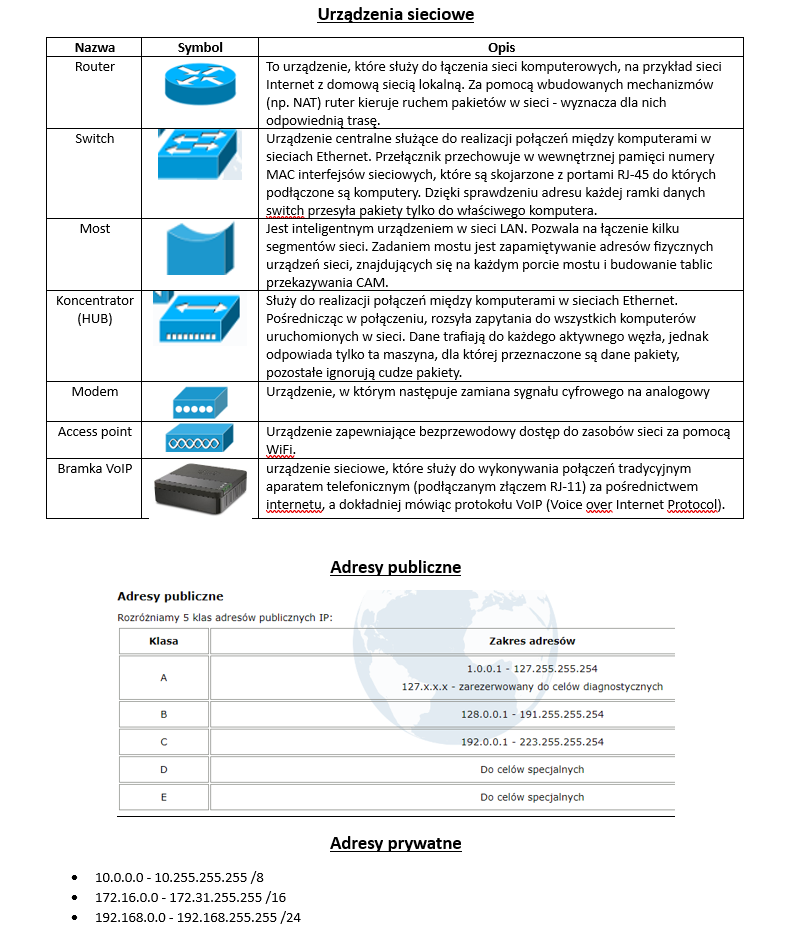 Urządzenia sieciowe
Nazwa Symbol Opis
Router To urządzenie, które służy do łączenia sieci komputerowych, na przykład sieci
Internet z domową siecią lokalną. Za pomocą wbudowanych mechanizmów
(np. NAT) ruter kieruje ruchem pakietów w sieci - wyznacza dla nich
odpowiednią trasę.
Switch Urządzenie centralne służące do realizacji połączeń między komputerami w
sieciach Ethernet. Przełącznik przechowuje w wewnętrznej pamięci numery
MAC interfejsów sieciowych, które są skojarzone z portami RJ-45 do których
podłączone są komputery. Dzięki sprawdzeniu adresu każdej ramki danych
switch przesyła pakiety tylko do właściwego komputera.
Most Jest inteligentnym urządzeniem w sieci LAN. Pozwala na łączenie kilku
segmentów sieci. Zadaniem mostu jest zapamiętywanie adresów fizycznych
urządzeń sieci, znajdujących się na każdym porcie mostu i budowanie tablic
przekazywania CAM.
Koncentrator Służy do realizacji połączeń między komputerami w sieciach Ethernet.
(HUB) Pośrednicząc w połączeniu, rozsyła zapytania do wszystkich komputerów
uruchomionych w sieci. Dane trafiają do każdego aktywnego węzła, jednak
odpowiada tylko ta maszyna, dla której przeznaczone są dane pakiety,
pozostałe ignorują cudze pakiety.
Modem Urządzenie, w którym następuje zamiana sygnału cyfrowego na analogowy
Access point Urządzenie zapewniające bezprzewodowy dostęp do zasobów sieci za pomocą
WiFi.
Bramka VoIP urządzenie sieciowe, które służy do wykonywania połączeń tradycyjnym
aparatem telefonicznym (podłączanym złączem RJ-11) za pośrednictwem
internetu, a dokładniej mówiąc protokołu VoIP (Voice over Internet Protocol).
Adresy publiczne
Adresy publiczne
Rozróżniamy 5 klas adresów publicznych IP:
Klasa Zakres adresów
A 1.0.0.1 - 127.255.255.254
127.x.x.x - zarezerwowany do celów diagnostycznych
B 128.0.0.1 - 191.255.255.254
C 192.0.0.1 - 223.255.255.254
D Do celów specjalnych
E Do celów specjalnych
Adresy prywatne
• 10.0.0.0 - 10.255.255.255 /8
• 172.16.0.0 - 172.31.255.255 /16
• 192.168.0.0 - 192.168.255.255 /24